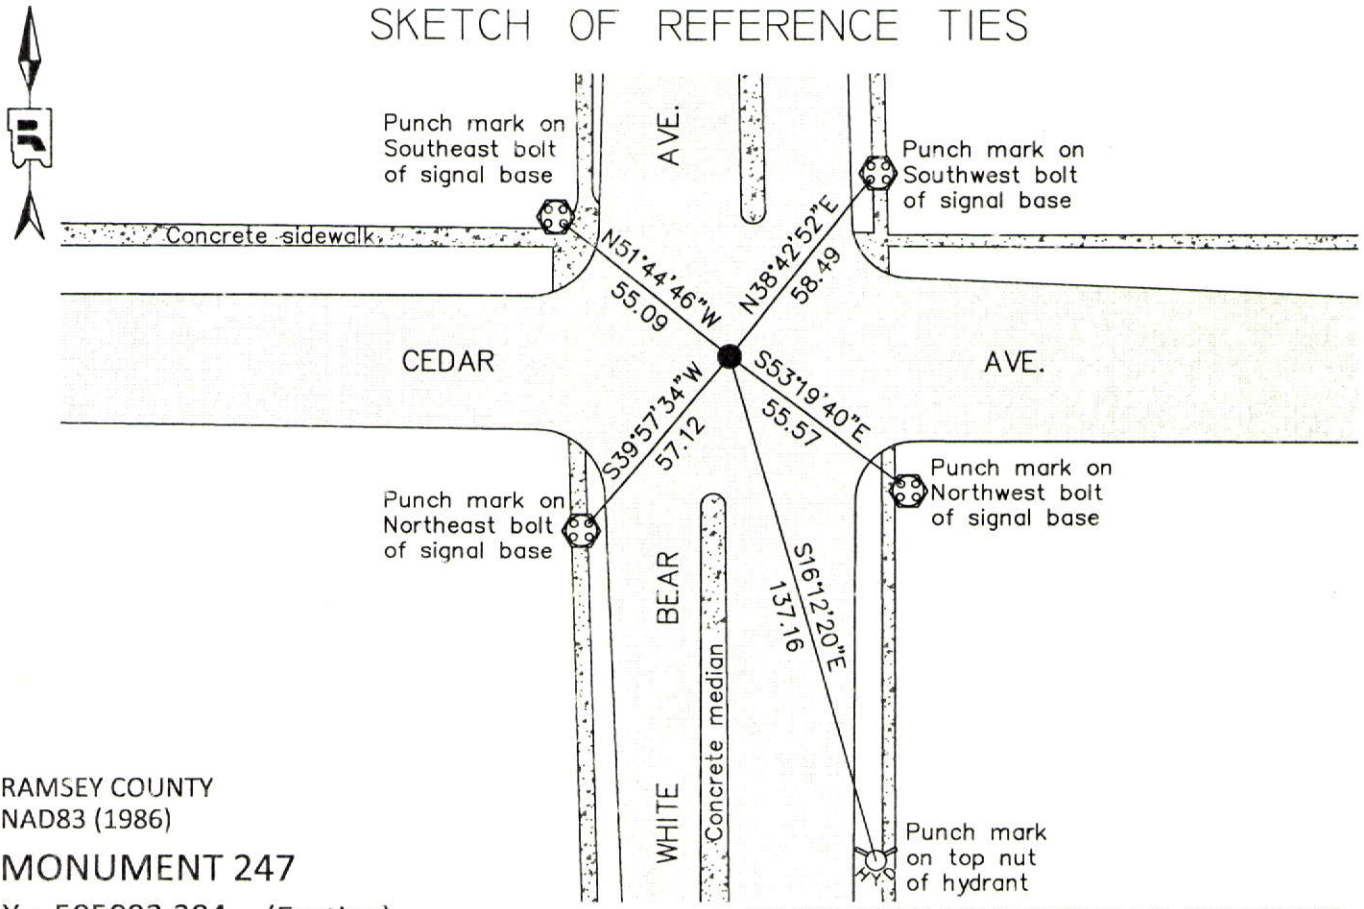 SKETCH OF REFERENCE TIES
R
Punch mark on
Southeast bolt
of signal base
AVE.
Punch mark on
Southwest bolt
of signal base
Concrete sidewalk
N51°44'46"W
55.09
N38°42'52"E
58.49
CEDAR
AVE.
S39°57'34"W
57.12
S53°19'40"E
55.57
Punch mark on
Northeast bolt
of signal base
Punch mark on
Northwest bolt
of signal base
WHITE BEAR
Concrete median
S16°12'20"E
137.16
Punch mark
on top nut
of hydrant
HY
RAMSEY COUNTY
NAD83 (1986)
MONUMENT 247